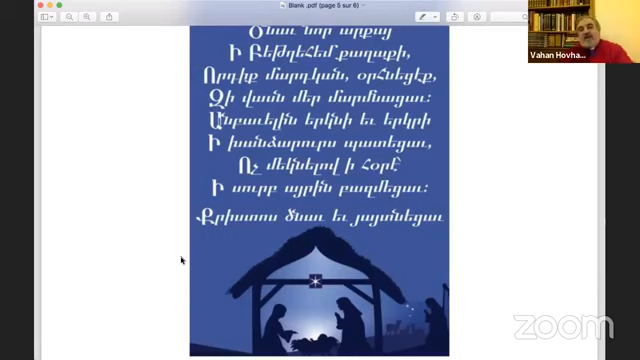 Blank .pdf (page 5 sur 6)
Vahan Hovha...
Ծնաւ նոր արքայ
Ի Բեթղեհէմ քաղաքի,
Որդիք մարդկան, օրհնեցէք,
Զի վասն մեր մարմնացաւ։
Անբաւելին երկնի եւ երկրի
Ի խանձարուրս պատեցաւ,
Ոչ մեկնելով ի Հօրէ
Ի սուրբ այրին բազմեցաւ։
Քրիստոս ծնաւ եւ յայտնեցաւ
zoom